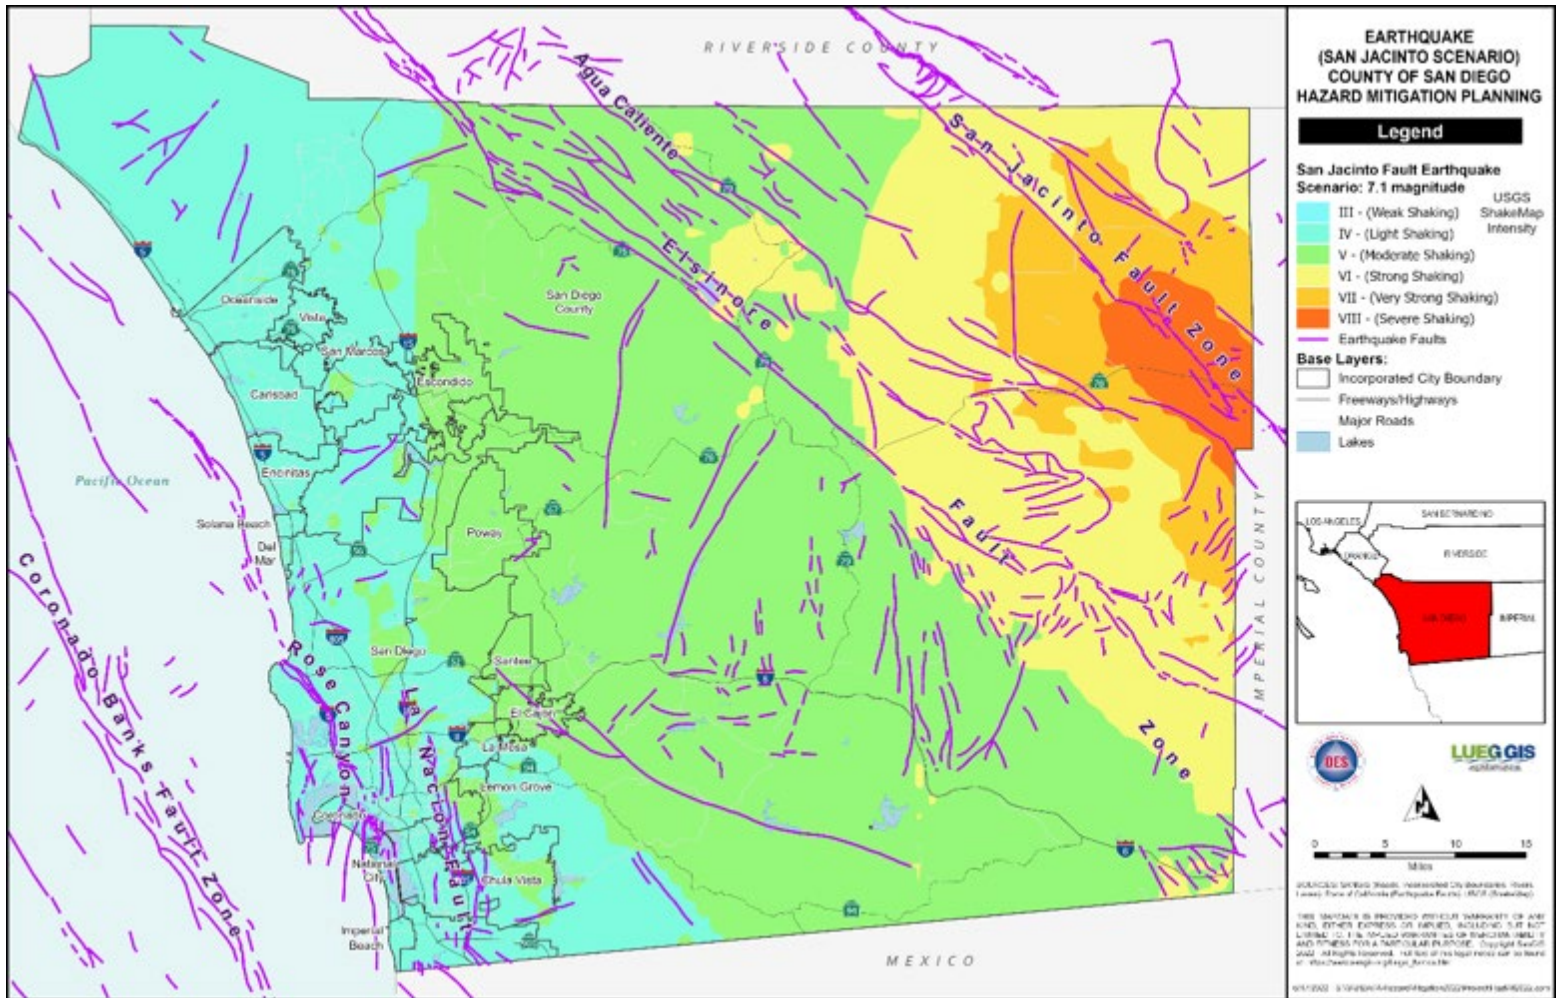 EARTHQUAKE
(SAN JACINTO SCENARIO)
COUNTY OF SAN DIEGO
HAZARD MITIGATION PLANNING
Legend
San Jacinto Fault Earthquake
Scenario: 7.1 magnitude
USGS
ShakeMap
Intensity
III - (Weak Shaking)
IV - (Light Shaking)
V - (Moderate Shaking)
VI - (Strong Shaking)
VII - (Very Strong Shaking)
VIII - (Severe Shaking)
Earthquake Faults
Base Layers:
Incorporated City Boundary
Freeways/Highways
Major Roads
Lakes
LOS ANGELES
SAN BERNARDINO
ORANGE
RIVERSIDE
SAN DIEGO
IMPERIAL
OES
LUEG GIS
N
0 5 10 15
Miles
RIVERSIDE COUNTY
Agua Caliente
San Jacinto Fault Zone
Elsinore Fault Zone
San Diego
County
Oceanside
Vista
San Marcos
Escondido
Carlsbad
Encinitas
Pacific Ocean
Solana Beach
Del
Mar
Poway
Coronado Banks Fault Zone
Rose Canyon
San Diego
Santee
El Cajon
La Nacion Fault
La Mesa
Lemon Grove
Coronado
National
City
Chula Vista
Imperial
Beach
IMPERIAL COUNTY
MEXICO